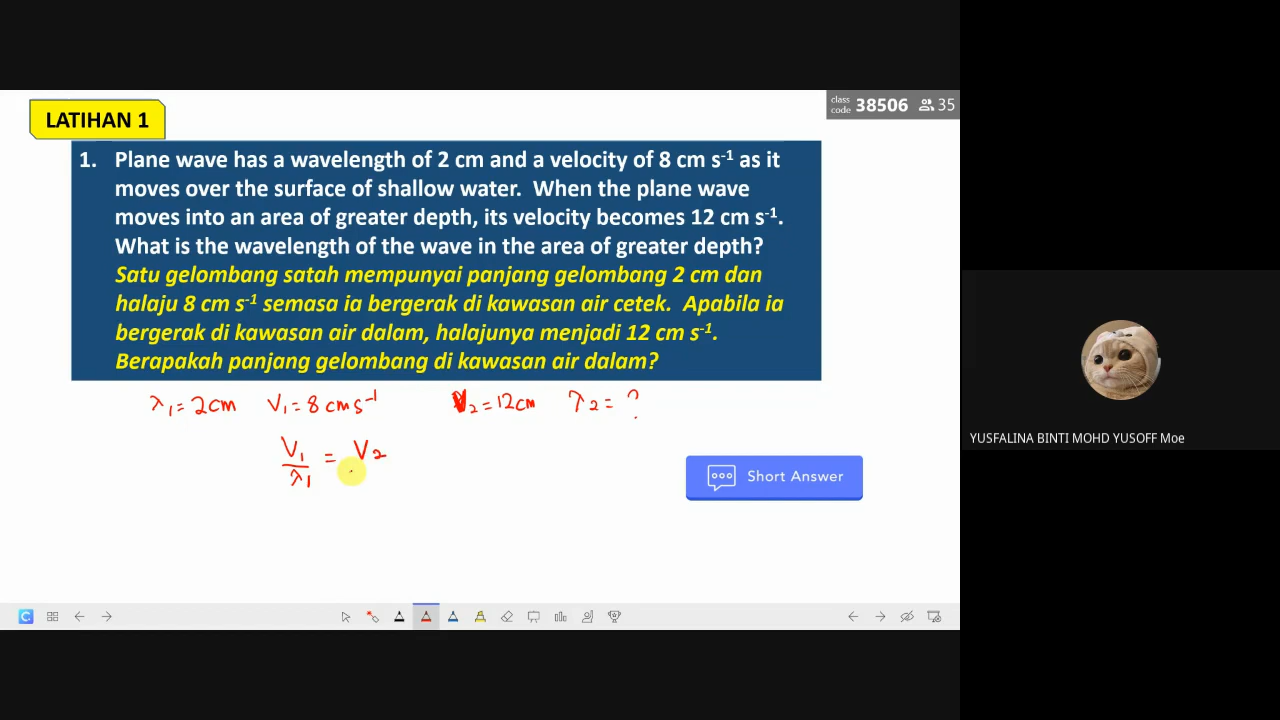 LATIHAN 1
class code 38506 35
1. Plane wave has a wavelength of 2 cm and a velocity of 8 cm s⁻¹ as it
moves over the surface of shallow water. When the plane wave
moves into an area of greater depth, its velocity becomes 12 cm s⁻¹.
What is the wavelength of the wave in the area of greater depth?
Satu gelombang satah mempunyai panjang gelombang 2 cm dan
halaju 8 cm s⁻¹ semasa ia bergerak di kawasan air cetek. Apabila ia
bergerak di kawasan air dalam, halajunya menjadi 12 cm s⁻¹.
Berapakah panjang gelombang di kawasan air dalam?
λ₁ = 2cm V₁ = 8 cm s⁻¹ V₂ = 12cm λ₂ = ?
V₁ = V₂
λ₁
Short Answer
YUSFALINA BINTI MOHD YUSOFF Moe